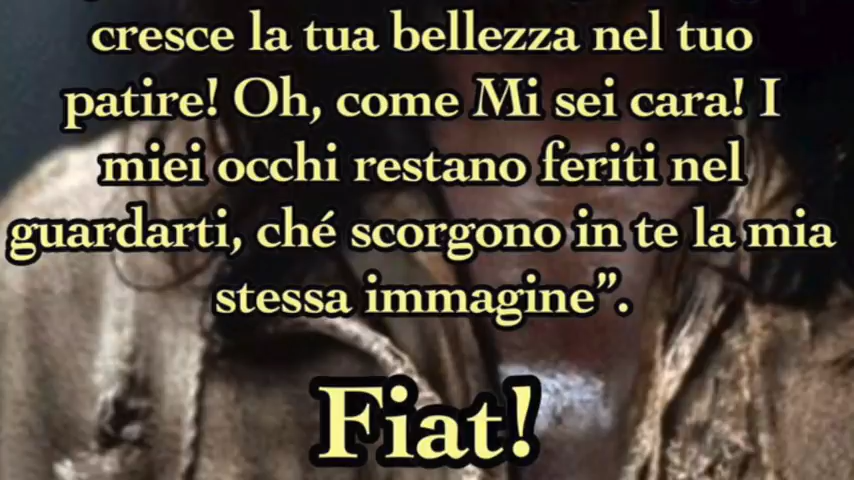 cresce la tua bellezza nel tuo
patire! Oh, come Mi sei cara! I
miei occhi restano feriti nel
guardarti, ché scorgono in te la mia
stessa immagine”.
Fiat!